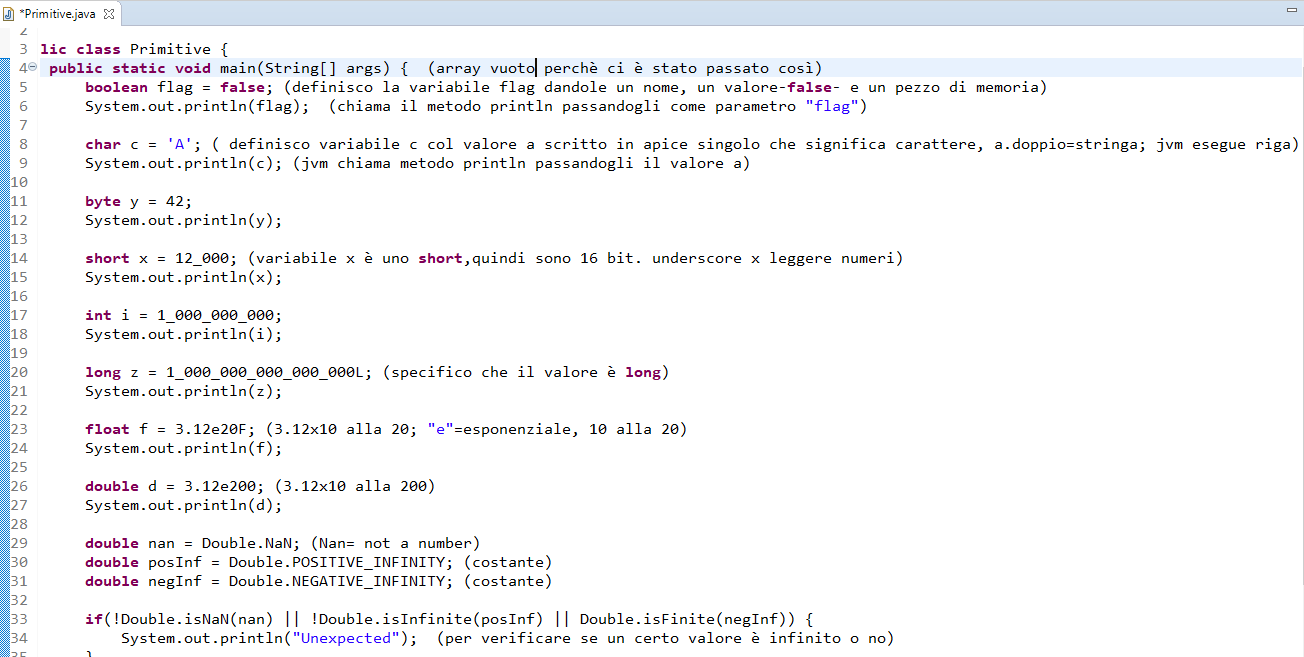 *Primitive.java
2
3 lic class Primitive {
4 public static void main(String[] args) {  (array vuoto perchè ci è stato passato così)
5 boolean flag = false; (definisco la variabile flag dandole un nome, un valore-false- e un pezzo di memoria)
6 System.out.println(flag);  (chiama il metodo println passandogli come parametro "flag")
7
8 char c = 'A'; ( definisco variabile c col valore a scritto in apice singolo che significa carattere, a.doppio=stringa; jvm esegue riga)
9 System.out.println(c); (jvm chiama metodo println passandogli il valore a)
10
11 byte y = 42;
12 System.out.println(y);
13
14 short x = 12_000; (variabile x è uno short,quindi sono 16 bit. underscore x leggere numeri)
15 System.out.println(x);
16
17 int i = 1_000_000_000;
18 System.out.println(i);
19
20 long z = 1_000_000_000_000_000L; (specifico che il valore è long)
21 System.out.println(z);
22
23 float f = 3.12e20F; (3.12x10 alla 20; "e"=esponenziale, 10 alla 20)
24 System.out.println(f);
25
26 double d = 3.12e200; (3.12x10 alla 200)
27 System.out.println(d);
28
29 double nan = Double.NaN; (Nan= not a number)
30 double posInf = Double.POSITIVE_INFINITY; (costante)
31 double negInf = Double.NEGATIVE_INFINITY; (costante)
32
33 if(!Double.isNaN(nan) || !Double.isInfinite(posInf) || Double.isFinite(negInf)) {
34 System.out.println("Unexpected");  (per verificare se un certo valore è infinito o no)
35 }